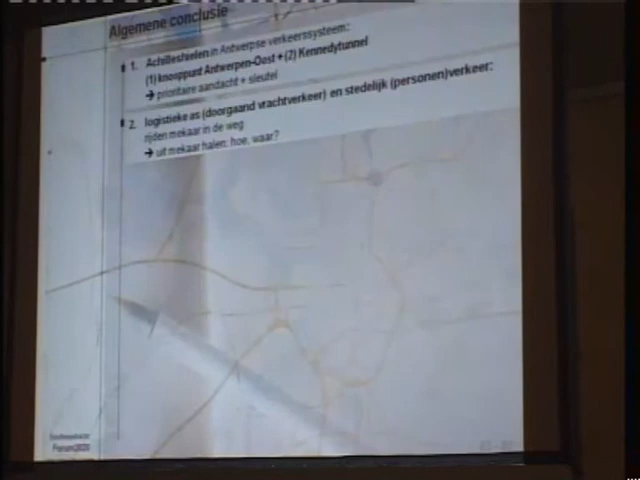 Algemene conclusie
1. Achilleshielen in Antwerpse verkeerssysteem:
(1) knooppunt Antwerpen-Oost + (2) Kennedytunnel
→ prioritaire aandacht + sleutel
2. logistieke as (doorgaand vrachtverkeer) en stedelijk (personen)verkeer:
rijden mekaar in de weg
→ uit mekaar halen: hoe, waar?